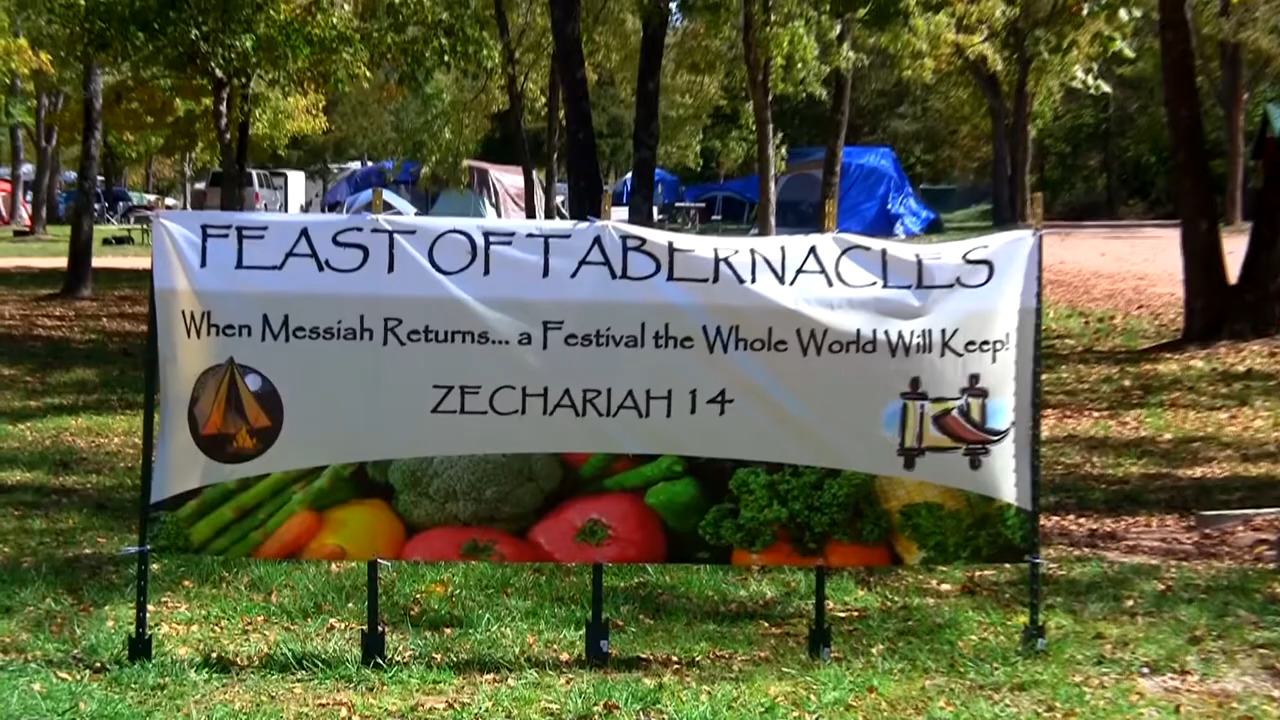 FEAST OF TABERNACLES
When Messiah Returns... a Festival the Whole World Will Keep!
ZECHARIAH 14